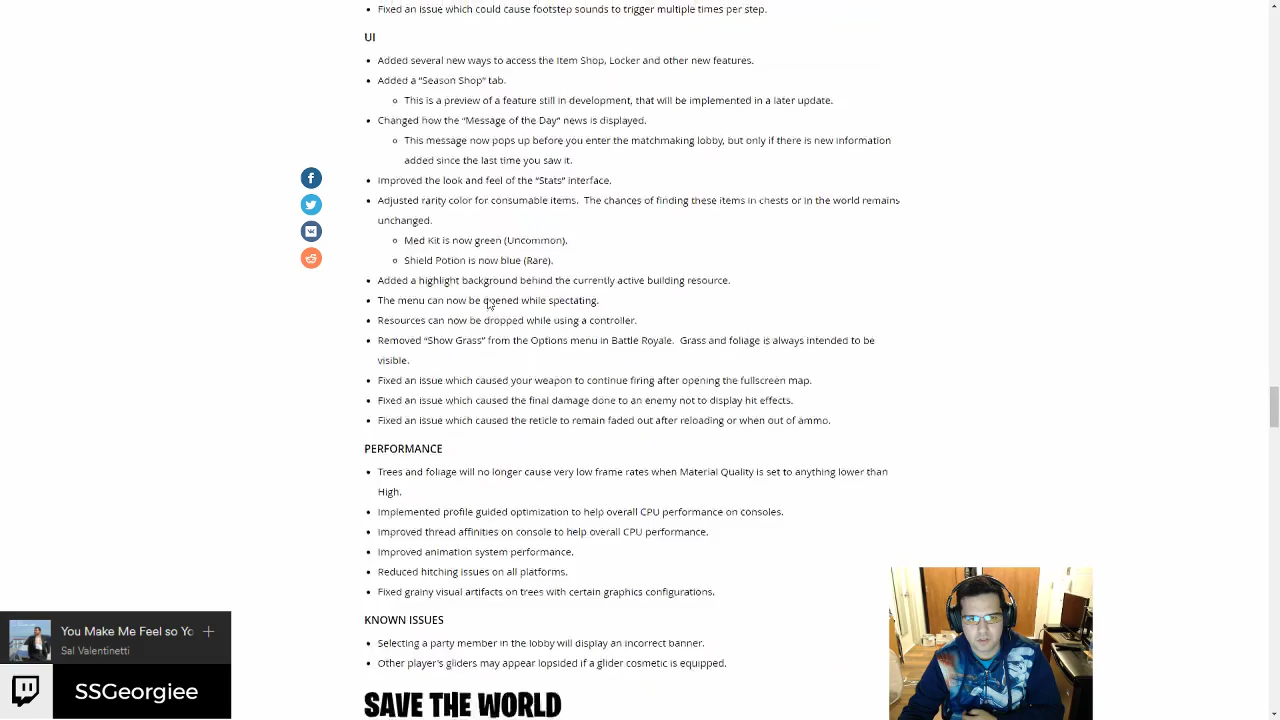 Fixed an issue which could cause footstep sounds to trigger multiple times per step.
UI
Added several new ways to access the Item Shop, Locker and other new features.
Added a "Season Shop" tab.
This is a preview of a feature still in development, that will be implemented in a later update.
Changed how the "Message of the Day" news is displayed.
This message now pops up before you enter the matchmaking lobby, but only if there is new information
added since the last time you saw it.
Improved the look and feel of the "Stats" interface.
Adjusted rarity color for consumable items.  The chances of finding these items in chests or in the world remains
unchanged.
Med Kit is now green (Uncommon).
Shield Potion is now blue (Rare).
Added a highlight background behind the currently active building resource.
The menu can now be opened while spectating.
Resources can now be dropped while using a controller.
Removed "Show Grass" from the Options menu in Battle Royale.  Grass and foliage is always intended to be
visible.
Fixed an issue which caused your weapon to continue firing after opening the fullscreen map.
Fixed an issue which caused the final damage done to an enemy not to display hit effects.
Fixed an issue which caused the reticle to remain faded out after reloading or when out of ammo.
PERFORMANCE
Trees and foliage will no longer cause very low frame rates when Material Quality is set to anything lower than
High.
Implemented profile guided optimization to help overall CPU performance on consoles.
Improved thread affinities on console to help overall CPU performance.
Improved animation system performance.
Reduced hitching issues on all platforms.
Fixed grainy visual artifacts on trees with certain graphics configurations.
KNOWN ISSUES
Selecting a party member in the lobby will display an incorrect banner.
Other player's gliders may appear lopsided if a glider cosmetic is equipped.
SAVE THE WORLD
You Make Me Feel so Yo
Sal Valentinetti
SSGeorgiee